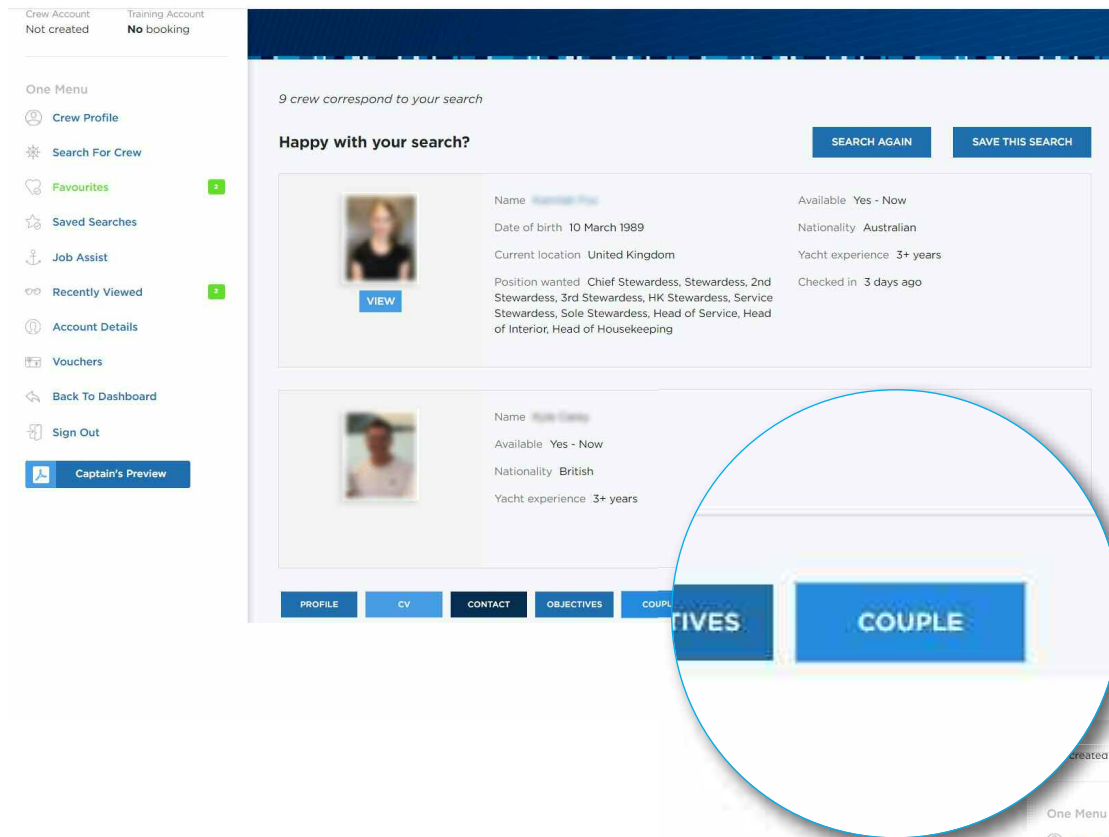 Crew Account Training Account
Not created No booking
One Menu
Crew Profile
Search For Crew
Favourites 2
Saved Searches
Job Assist
Recently Viewed 2
Account Details
Vouchers
Back To Dashboard
Sign Out
Captain's Preview
9 crew correspond to your search
Happy with your search?
SEARCH AGAIN SAVE THIS SEARCH
Name
Date of birth 10 March 1989
Current location United Kingdom
Position wanted Chief Stewardess, Stewardess, 2nd
Stewardess, 3rd Stewardess, HK Stewardess, Service
Stewardess, Sole Stewardess, Head of Service, Head
of Interior, Head of Housekeeping
Available Yes - Now
Nationality Australian
Yacht experience 3+ years
Checked in 3 days ago
VIEW
Name
Available Yes - Now
Nationality British
Yacht experience 3+ years
PROFILE CV CONTACT OBJECTIVES COUPL
TIVES COUPLE
created
One Menu